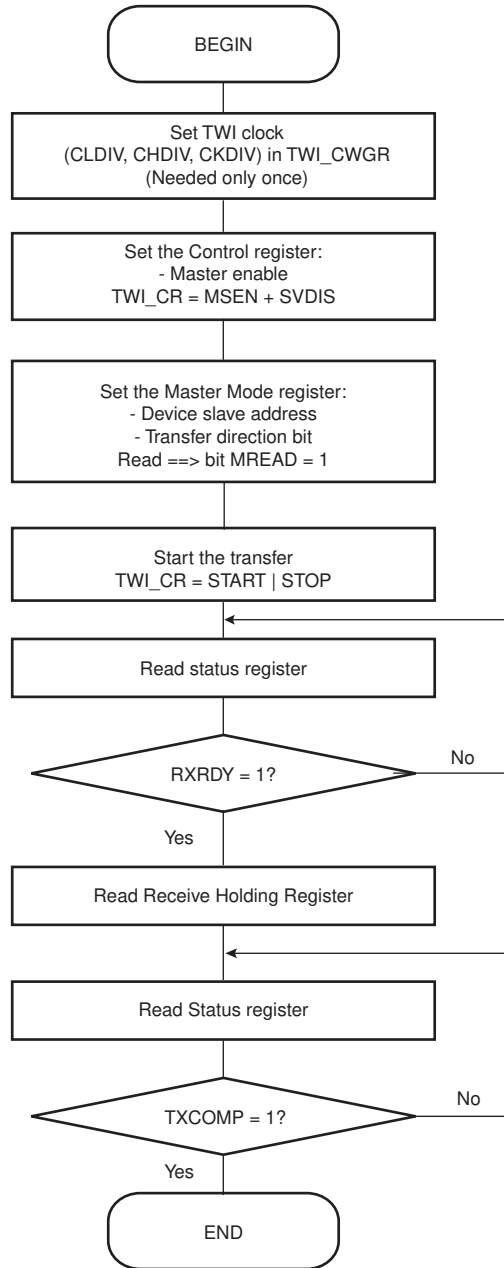 BEGIN
Set TWI clock
(CLDIV, CHDIV, CKDIV) in TWI_CWGR
(Needed only once)
Set the Control register:
- Master enable
TWI_CR = MSEN + SVDIS
Set the Master Mode register:
- Device slave address
- Transfer direction bit
Read ==> bit MREAD = 1
Start the transfer
TWI_CR = START | STOP
Read status register
RXRDY = 1?
No
Yes
Read Receive Holding Register
Read Status register
TXCOMP = 1?
No
Yes
END